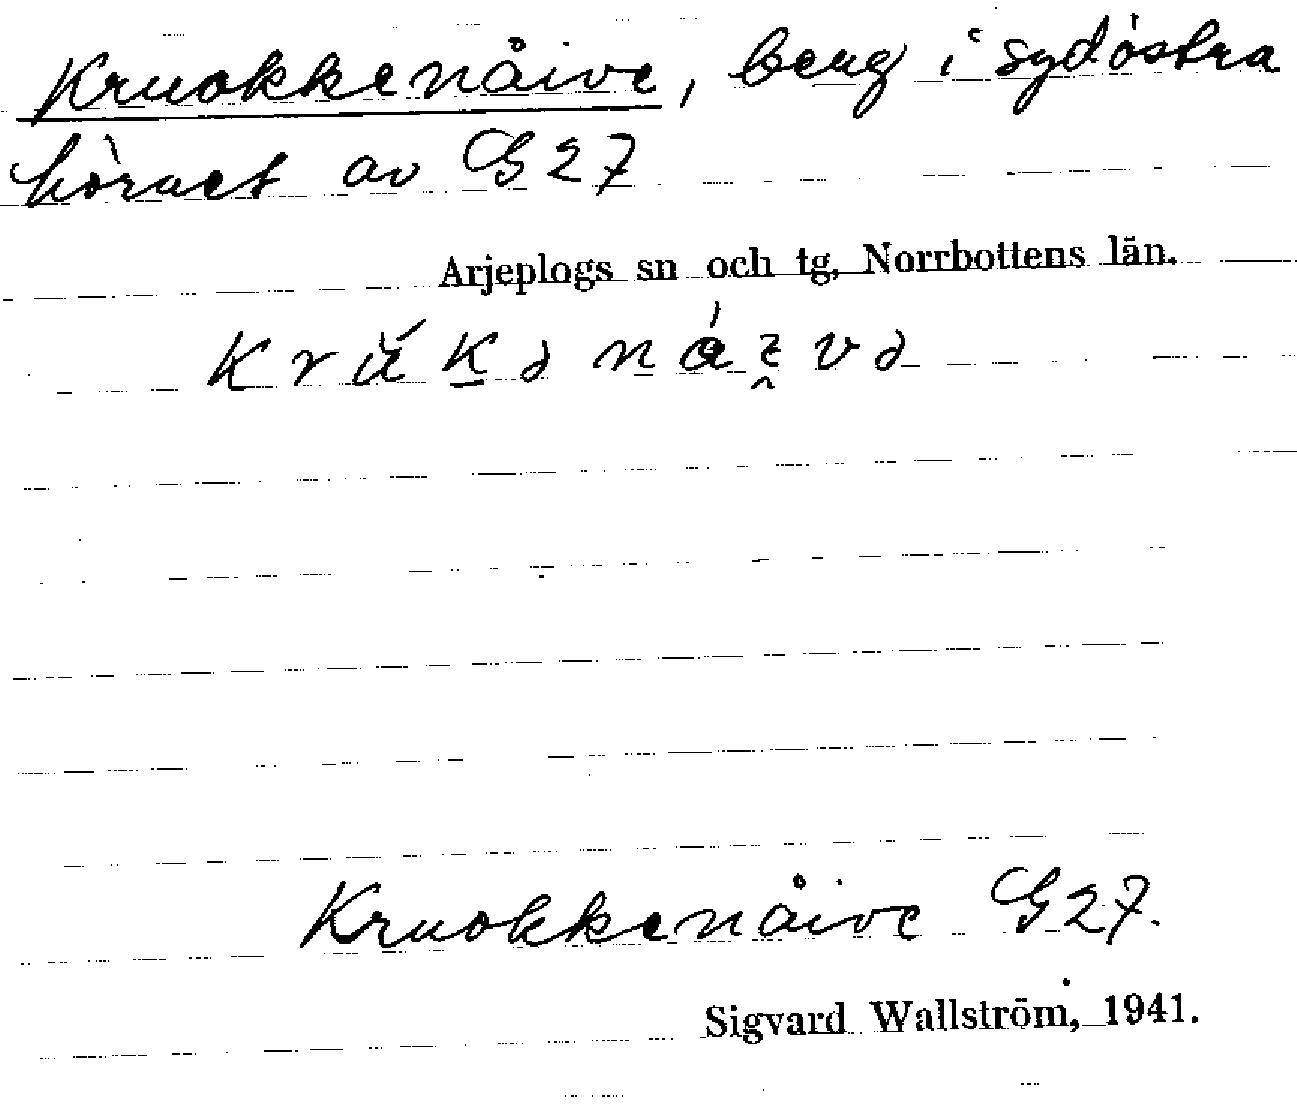 Kruokkenåive, berg i sydöstra
hörnet av G27
Arjeplogs sn och tg, Norrbottens län.
Kruokkenåive G27.
Sigvard Wallström, 1941.